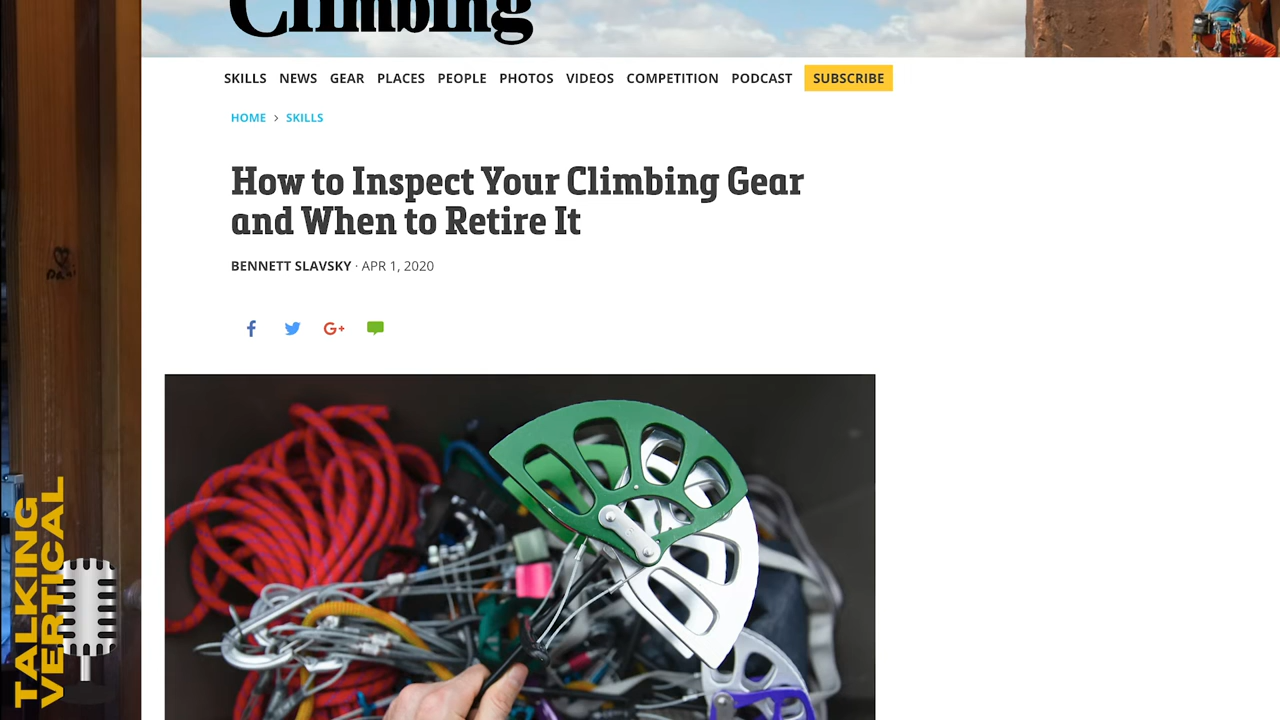 Climbing
SKILLS NEWS GEAR PLACES PEOPLE PHOTOS VIDEOS COMPETITION PODCAST SUBSCRIBE
HOME > SKILLS
How to Inspect Your Climbing Gear
and When to Retire It
BENNETT SLAVSKY · APR 1, 2020
f G+
TALKING
VERTICAL